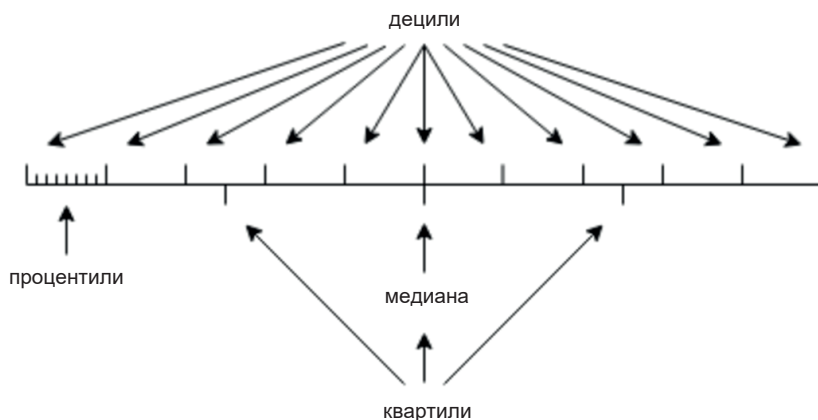 децили
процентили
медиана
квартили